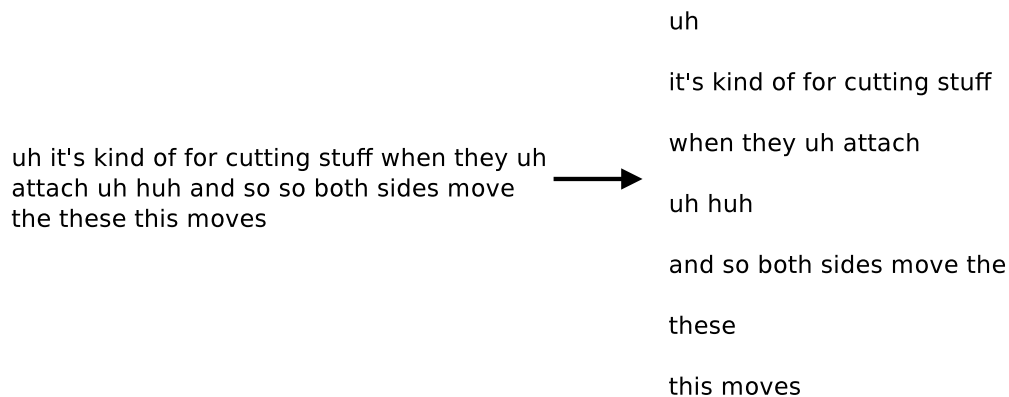 uh it's kind of for cutting stuff when they uh
attach uh huh and so so both sides move
the these this moves
uh
it's kind of for cutting stuff
when they uh attach
uh huh
and so both sides move the
these
this moves